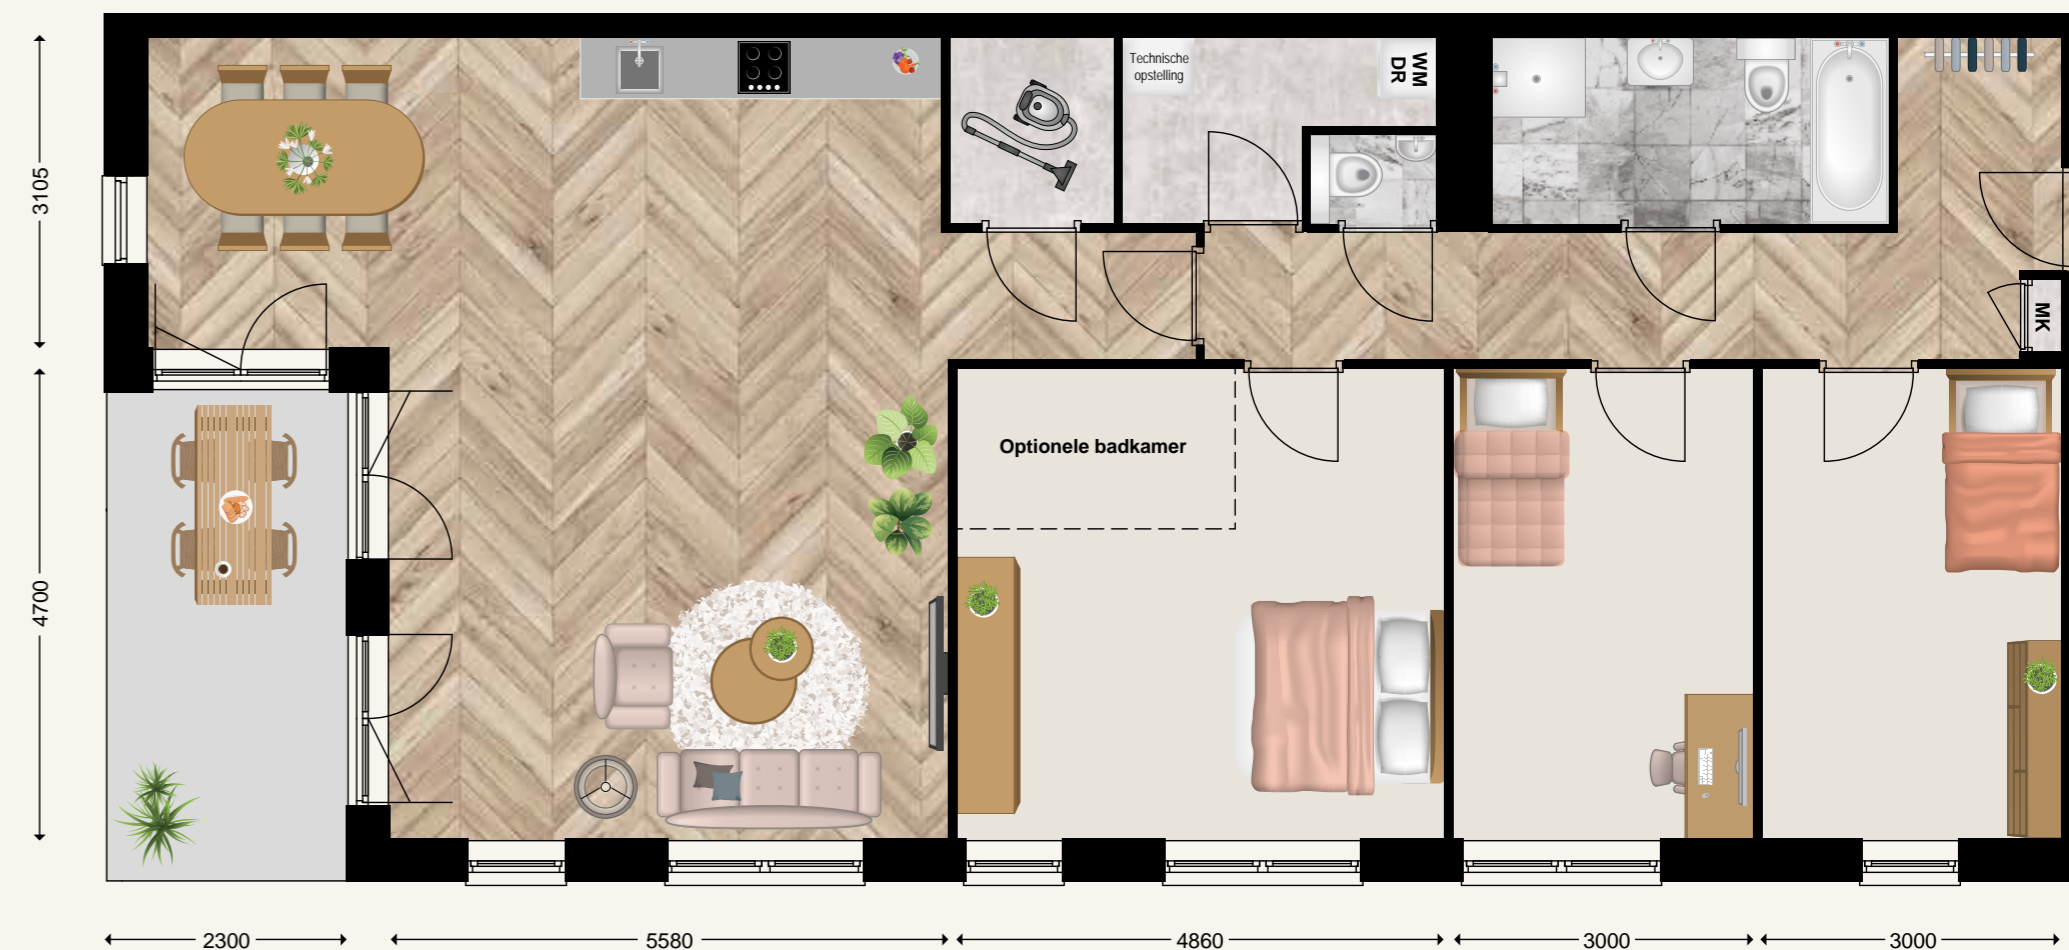 Technische
opstelling
WM
DR
3105
MK
Optionele badkamer
4700
2300
5580
4860
3000
3000